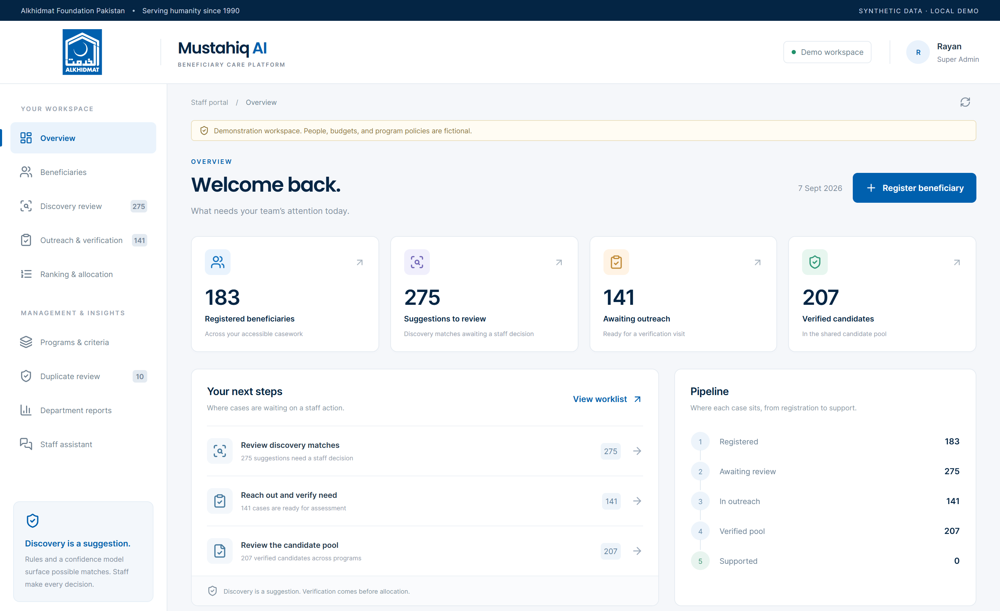 Alkhidmat Foundation Pakistan • Serving humanity since 1990
SYNTHETIC DATA · LOCAL DEMO
الخدمت
ALKHIDMAT
Mustahiq AI
BENEFICIARY CARE PLATFORM
Demo workspace
R
Rayan
Super Admin
YOUR WORKSPACE
Overview
Beneficiaries
Discovery review 275
Outreach & verification 141
Ranking & allocation
MANAGEMENT & INSIGHTS
Programs & criteria
Duplicate review 10
Department reports
Staff assistant
Discovery is a suggestion.
Rules and a confidence model
surface possible matches. Staff
make every decision.
Staff portal / Overview
Demonstration workspace. People, budgets, and program policies are fictional.
OVERVIEW
Welcome back.
What needs your team’s attention today.
7 Sept 2026
+ Register beneficiary
183
Registered beneficiaries
Across your accessible casework
275
Suggestions to review
Discovery matches awaiting a staff decision
141
Awaiting outreach
Ready for a verification visit
207
Verified candidates
In the shared candidate pool
Your next steps
Where cases are waiting on a staff action.
View worklist
Review discovery matches
275 suggestions need a staff decision
275
Reach out and verify need
141 cases are ready for assessment
141
Review the candidate pool
207 verified candidates across programs
207
Discovery is a suggestion. Verification comes before allocation.
Pipeline
Where each case sits, from registration to support.
1 Registered 183
2 Awaiting review 275
3 In outreach 141
4 Verified pool 207
5 Supported 0